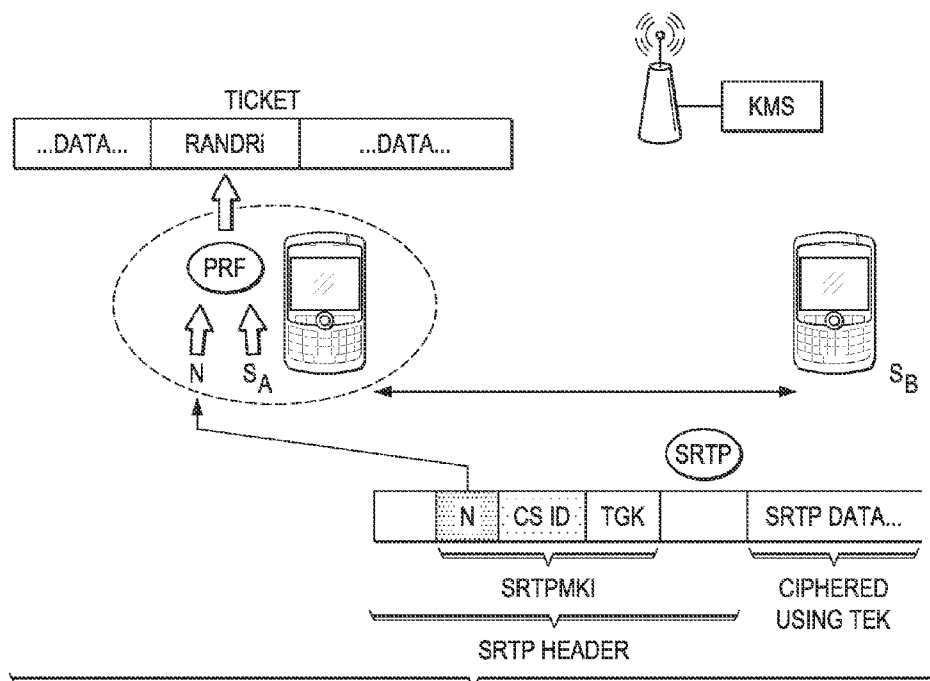 KMS
TICKET
...DATA... RANDRi ...DATA...
PRF
N SA
SB
SRTP
N CS ID TGK SRTP DATA...
SRTPMKI
CIPHERED
USING TEK
SRTP HEADER